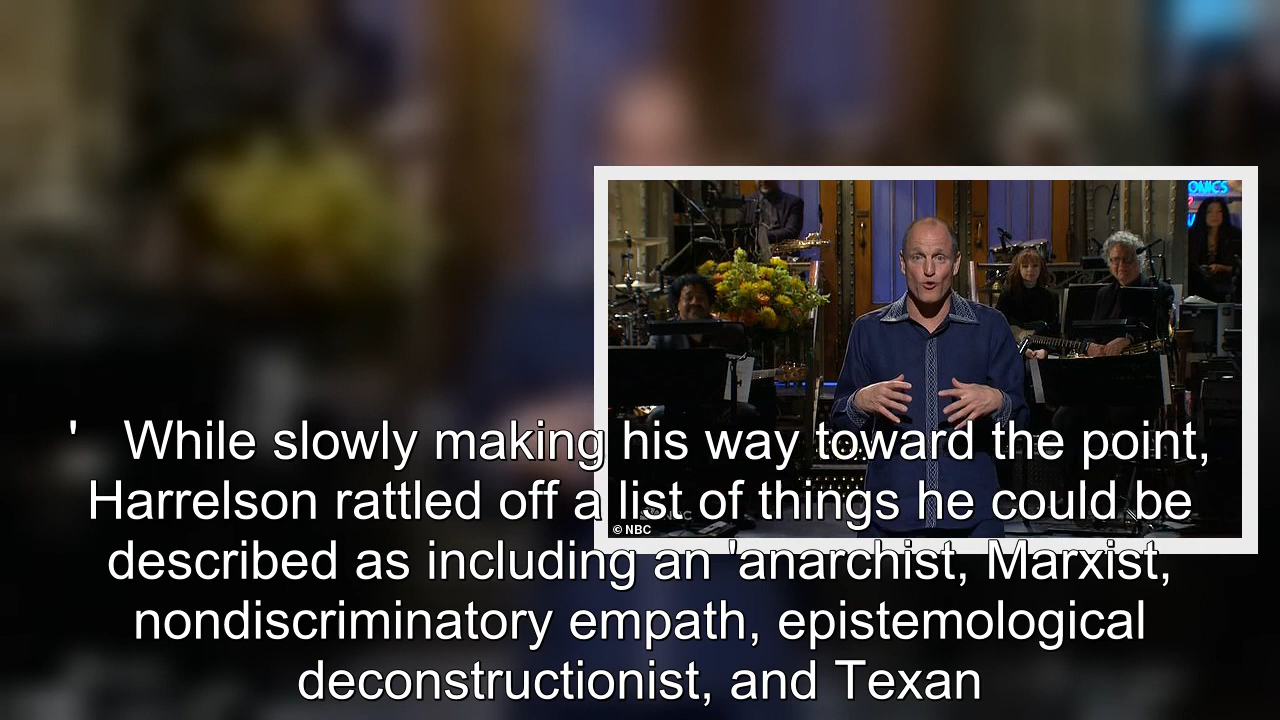 ONICS
' While slowly making his way toward the point,
Harrelson rattled off a list of things he could be
© NBC
described as including an 'anarchist, Marxist,
nondiscriminatory empath, epistemological
deconstructionist, and Texan